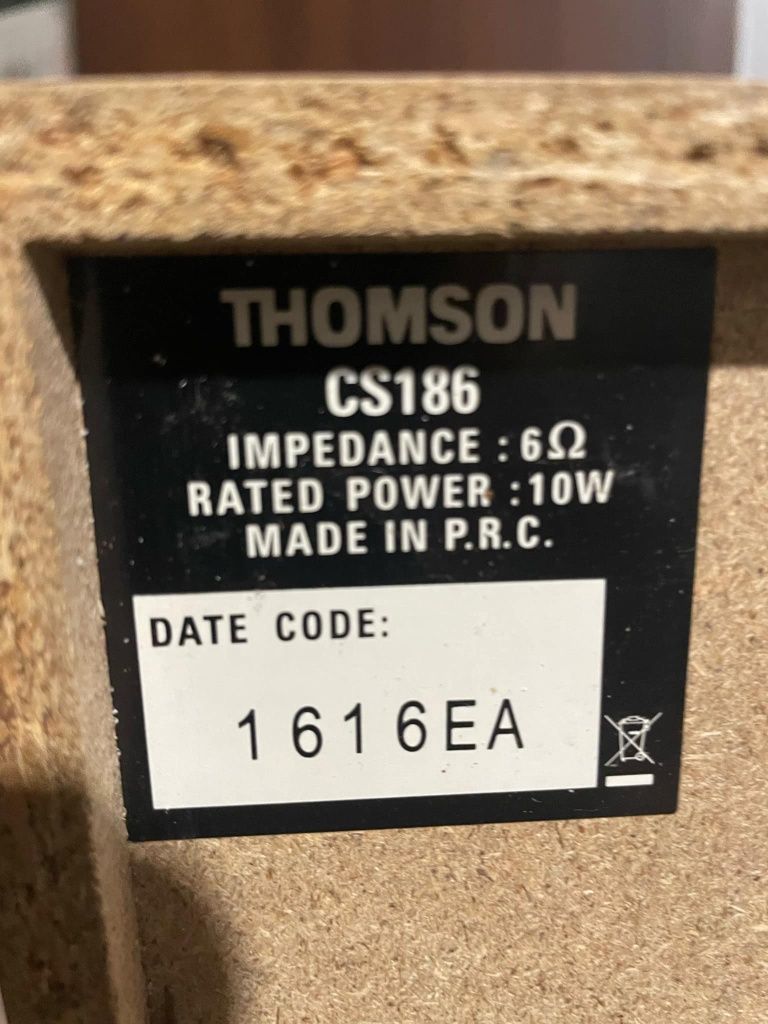 THOMSON
CS186
IMPEDANCE : 6Ω
RATED POWER : 10W
MADE IN P.R.C.
DATE CODE:
1616EA